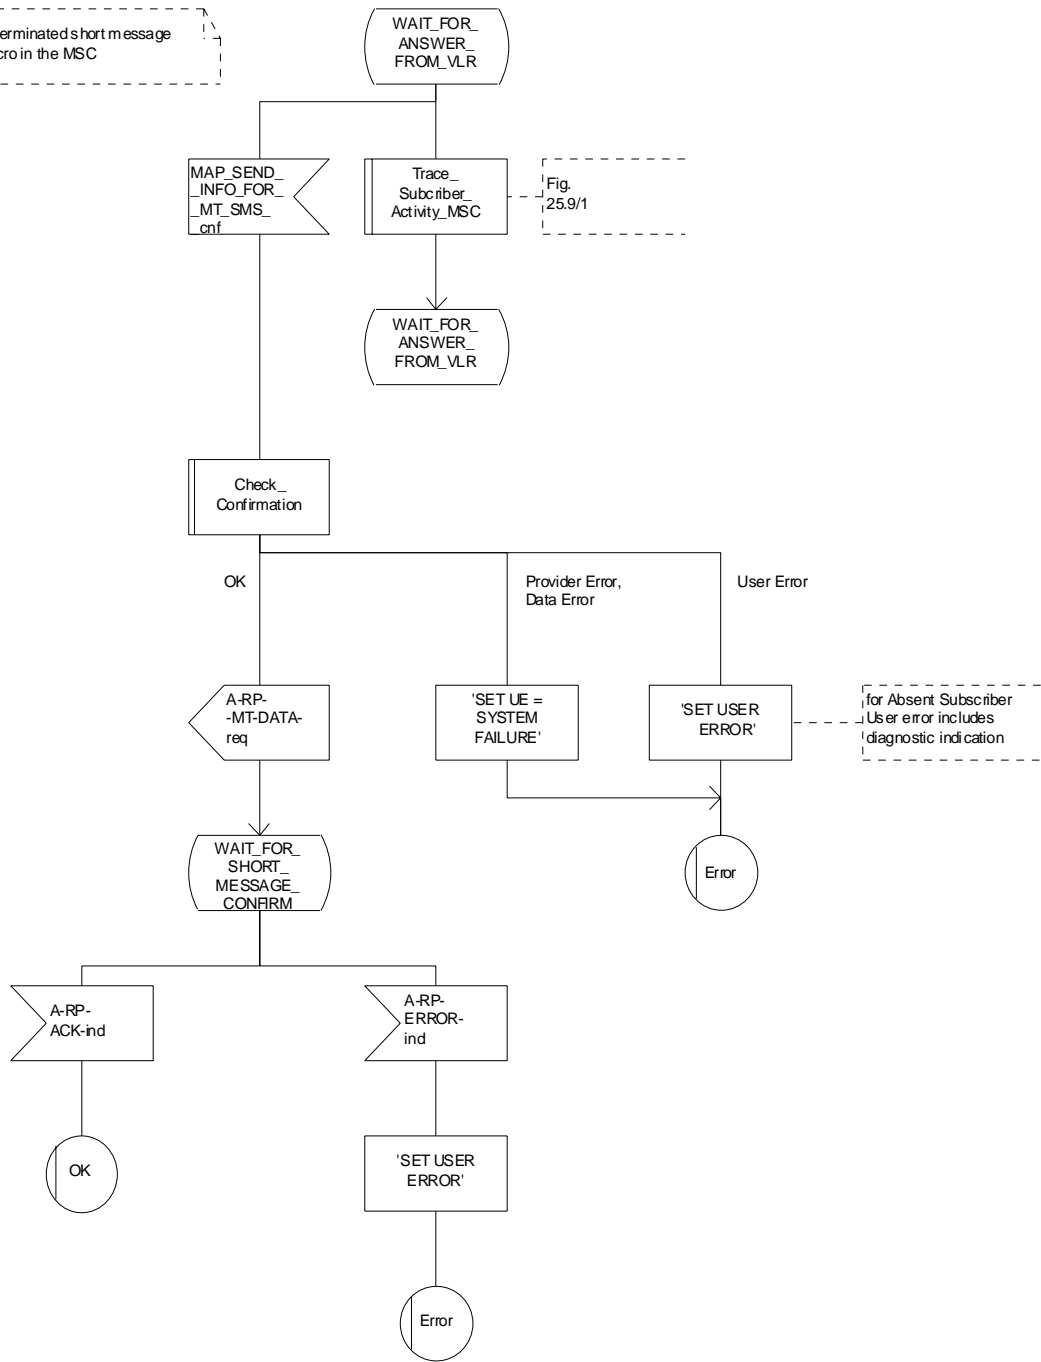 erminated short message
cro in the MSC
WAIT_FOR_
ANSWER_
FROM_VLR
MAP_SEND_
_INFO_FOR_
_MT_SMS_
cnf
Trace_
Subcriber_
Activity_MSC
Fig.
25.9/1
WAIT_FOR_
ANSWER_
FROM_VLR
Check_
Confirmation
OK
Provider Error,
Data Error
User Error
A-RP-
-MT-DATA-
req
'SET UE =
SYSTEM
FAILURE'
'SET USER
ERROR'
for Absent Subscriber
User error includes
diagnostic indication
WAIT_FOR_
SHORT_
MESSAGE_
CONFIRM
Error
A-RP-
ACK-ind
A-RP-
ERROR-
ind
OK
'SET USER
ERROR'
Error